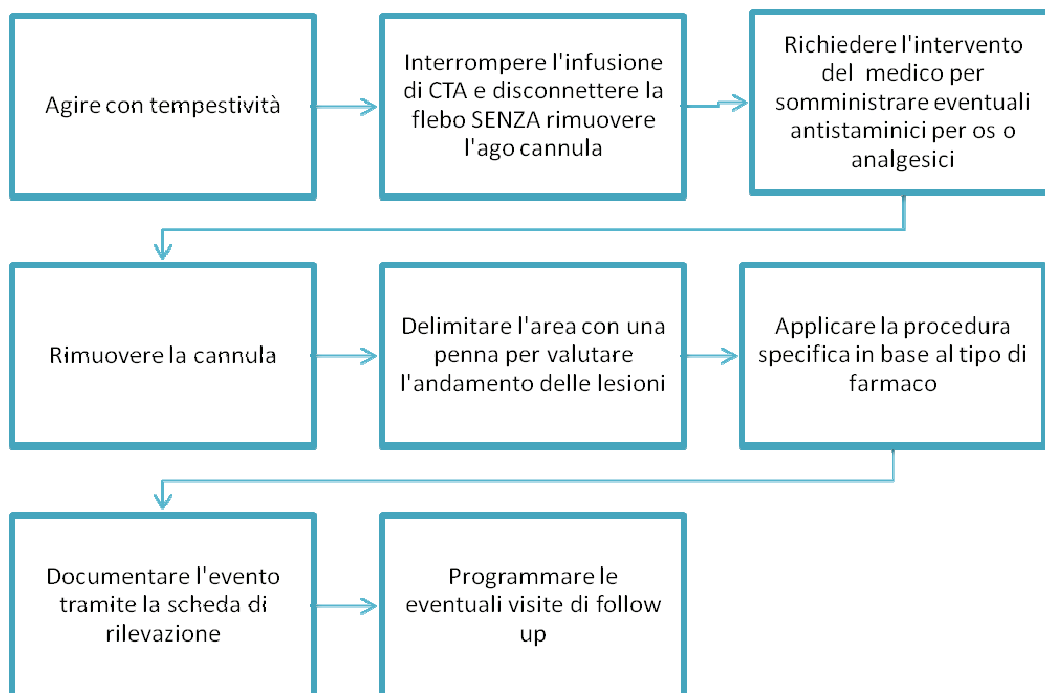 Agire con tempestività
Interrompere l'infusione
di CTA e disconnettere la
flebo SENZA rimuovere
l'ago cannula
Richiedere l'intervento
del medico per
somministrare eventuali
antistaminici per os o
analgesici
Rimuovere la cannula
Delimitare l'area con una
penna per valutare
l'andamento delle lesioni
Applicare la procedura
specifica in base al tipo di
farmaco
Documentare l'evento
tramite la scheda di
rilevazione
Programmare le
eventuali visite di follow
up